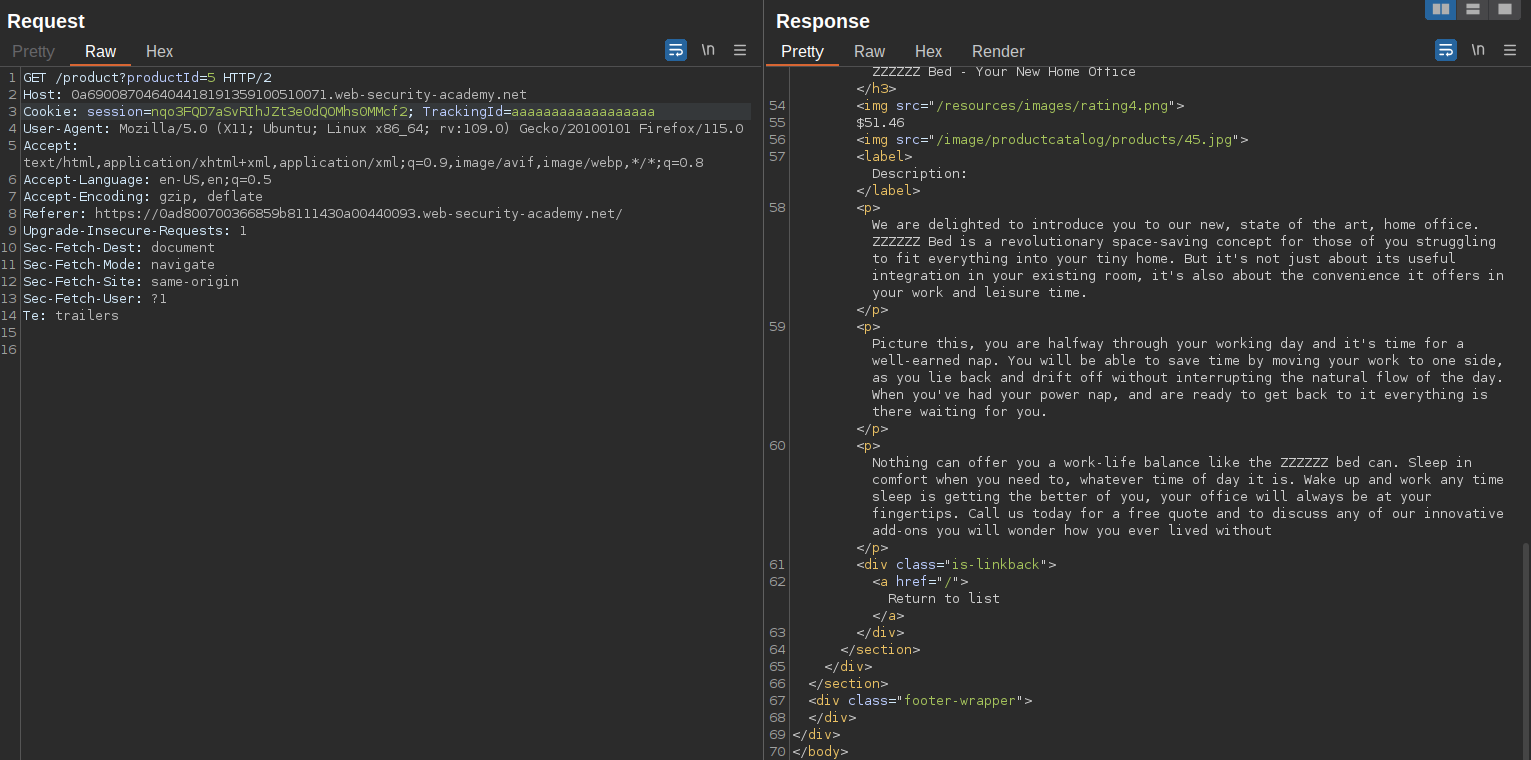 Request
Pretty Raw Hex \n
1 GET /product?productId=5 HTTP/2
2 Host: 0a690087046404418191359100510071.web-security-academy.net
3 Cookie: session=nqo3FQD7aSvRIhJZt3e0dQOMhs0MMcf2; TrackingId=aaaaaaaaaaaaaaaaaa
4 User-Agent: Mozilla/5.0 (X11; Ubuntu; Linux x86_64; rv:109.0) Gecko/20100101 Firefox/115.0
5 Accept:
text/html,application/xhtml+xml,application/xml;q=0.9,image/avif,image/webp,*/*;q=0.8
6 Accept-Language: en-US,en;q=0.5
7 Accept-Encoding: gzip, deflate
8 Referer: https://0ad800700366859b8111430a00440093.web-security-academy.net/
9 Upgrade-Insecure-Requests: 1
10 Sec-Fetch-Dest: document
11 Sec-Fetch-Mode: navigate
12 Sec-Fetch-Site: same-origin
13 Sec-Fetch-User: ?1
14 Te: trailers
15
16
Response
Pretty Raw Hex Render \n
ZZZZZZ Bed - Your New Home Office
</h3>
54 <img src="/resources/images/rating4.png">
55 $51.46
56 <img src="/image/productcatalog/products/45.jpg">
57 <label>
Description:
</label>
58 <p>
We are delighted to introduce you to our new, state of the art, home office.
ZZZZZZ Bed is a revolutionary space-saving concept for those of you struggling
to fit everything into your tiny home. But it's not just about its useful
integration in your existing room, it's also about the convenience it offers in
your work and leisure time.
</p>
59 <p>
Picture this, you are halfway through your working day and it's time for a
well-earned nap. You will be able to save time by moving your work to one side,
as you lie back and drift off without interrupting the natural flow of the day.
When you've had your power nap, and are ready to get back to it everything is
there waiting for you.
</p>
60 <p>
Nothing can offer you a work-life balance like the ZZZZZZ bed can. Sleep in
comfort when you need to, whatever time of day it is. Wake up and work any time
sleep is getting the better of you, your office will always be at your
fingertips. Call us today for a free quote and to discuss any of our innovative
add-ons you will wonder how you ever lived without
</p>
61 <div class="is-linkback">
62 <a href="/">
Return to list
</a>
63 </div>
64 </section>
65 </div>
66 </section>
67 <div class="footer-wrapper">
68 </div>
69 </div>
70 </body>